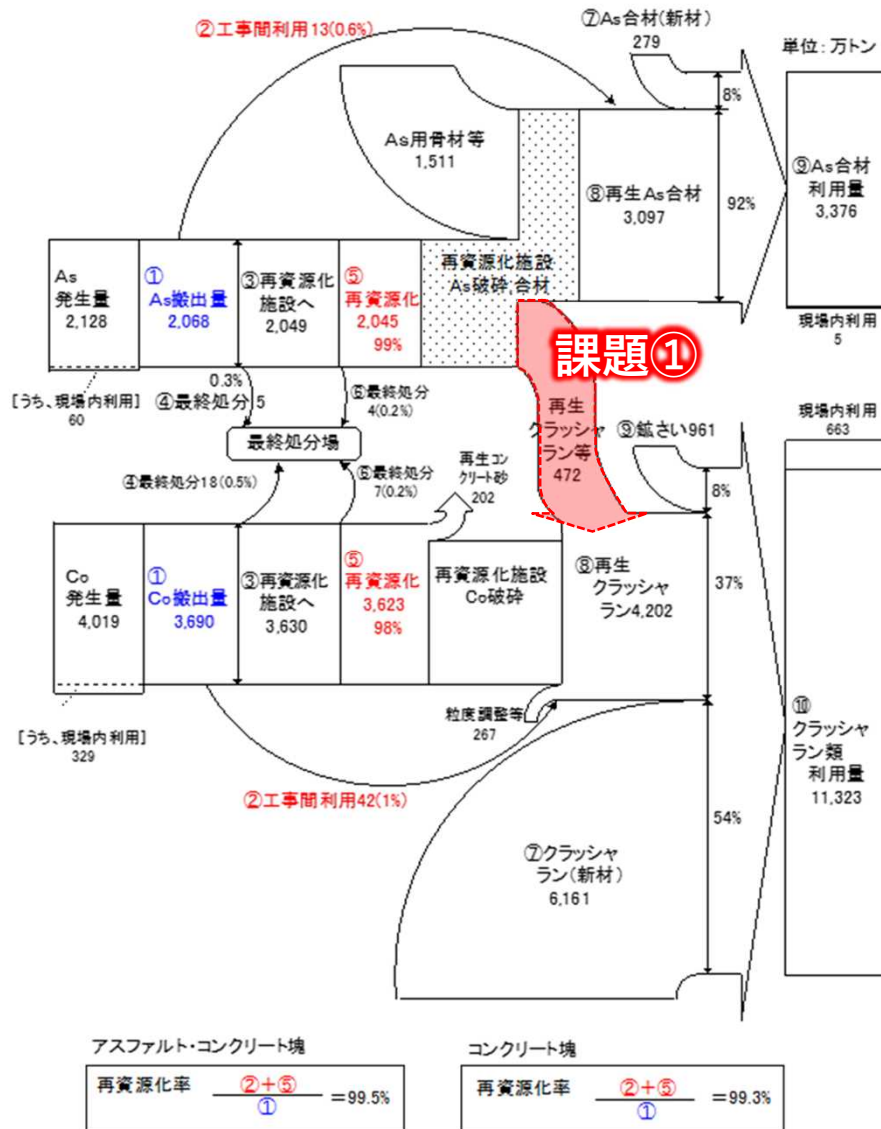 ②工事間利用13(0.6%)
⑦As合材(新材)
279
単位：万トン
8%
As用骨材等
1,511
⑧再生As合材
3,097
92%
⑨As合材
利用量
3,376
As
発生量
2,128
①
As搬出量
2,068
③再資源化
施設へ
2,049
⑤
再資源化
2,045
99%
再資源化施設
As破砕,合材
現場内利用
5
課題①
[うち、現場内利用]
60
0.3%
④最終処分 5
⑥最終処分
4(0.2%)
最終処分場
再生
クラッシャ
ラン等
472
⑨鉱さい961
現場内利用
663
④最終処分18(0.5%)
⑥最終処分
7(0.2%)
再生コン
クリート砂
202
8%
Co
発生量
4,019
①
Co搬出量
3,690
③再資源化
施設へ
3,630
⑤
再資源化
3,623
98%
再資源化施設
Co破砕
⑧再生
クラッシャ
ラン4,202
37%
[うち、現場内利用]
329
粒度調整等
267
②工事間利用42(1%)
⑩
クラッシャ
ラン類
利用量
11,323
54%
⑦クラッシャ
ラン(新材)
6,161
アスファルト・コンクリート塊
再資源化率 ②+⑤ =99.5%
①
コンクリート塊
再資源化率 ②+⑤ =99.3%
①